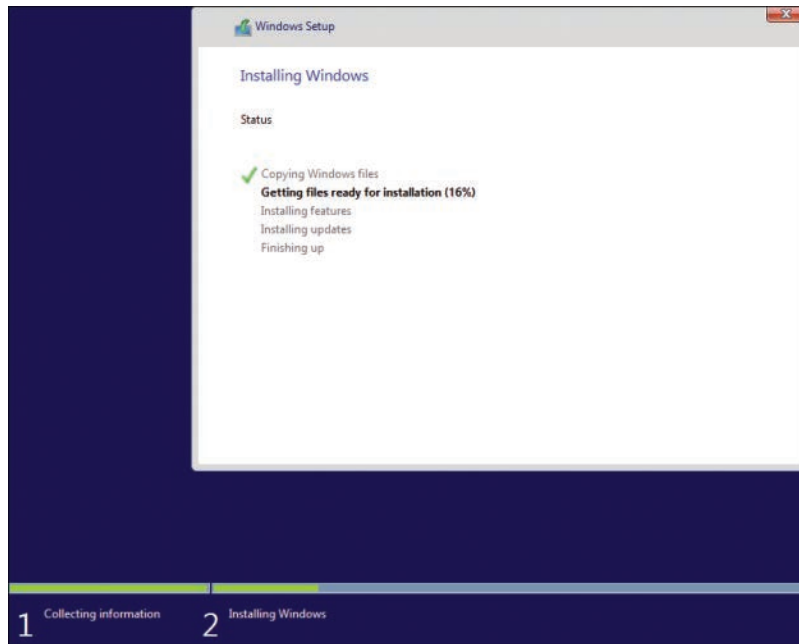 Windows Setup
Installing Windows
Status
Copying Windows files
Getting files ready for installation (16%)
Installing features
Installing updates
Finishing up
1 Collecting information
2 Installing Windows